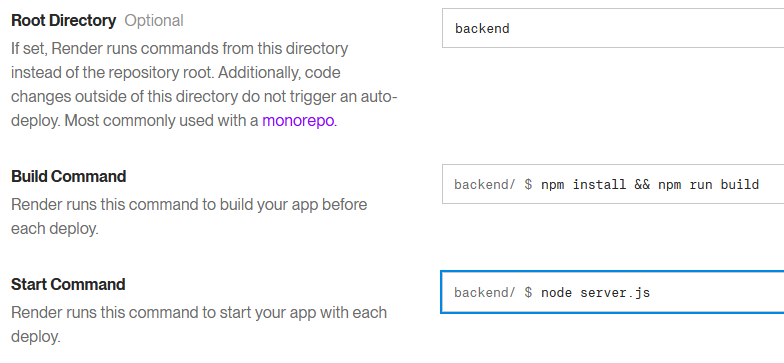 Root Directory Optional
If set, Render runs commands from this directory
instead of the repository root. Additionally, code
changes outside of this directory do not trigger an auto-
deploy. Most commonly used with a monorepo.
backend
Build Command
Render runs this command to build your app before
each deploy.
backend/ $ npm install && npm run build
Start Command
Render runs this command to start your app with each
deploy.
backend/ $ node server.js